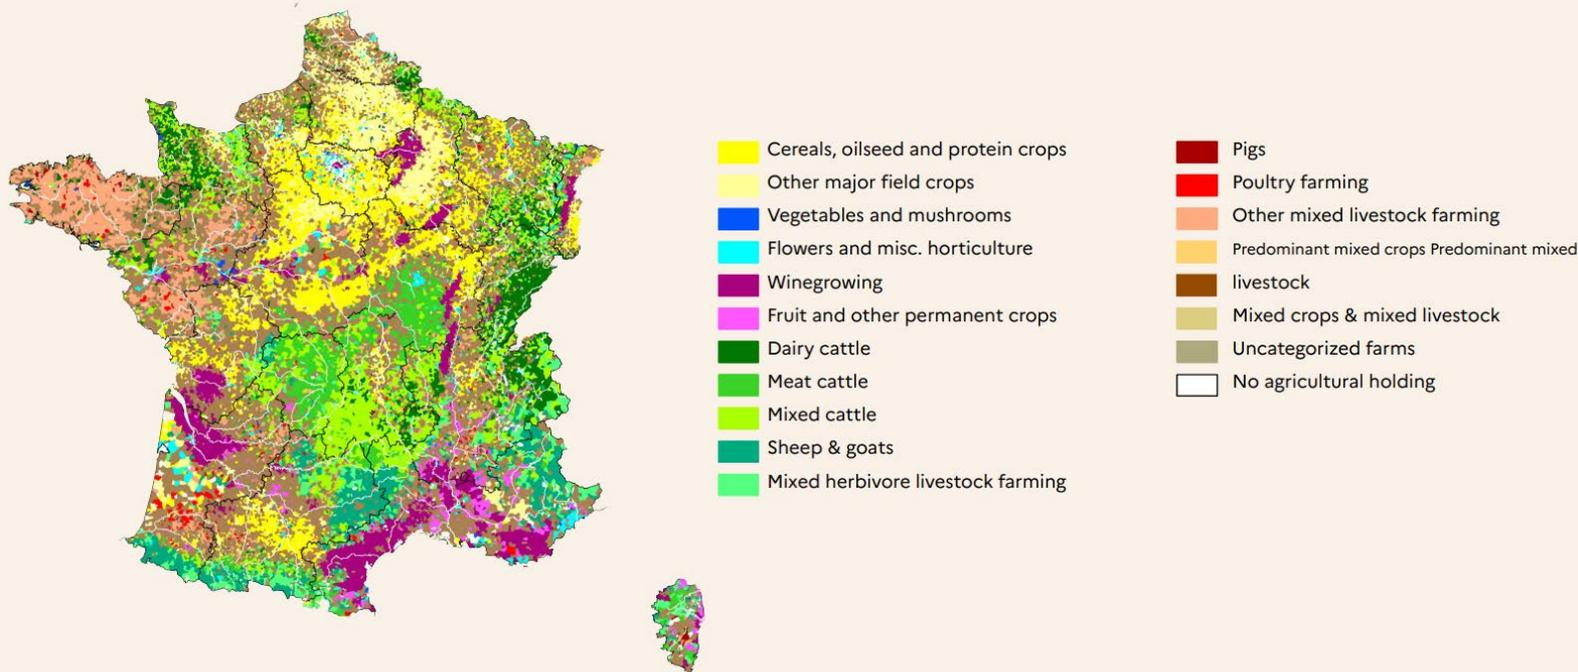 Cereals, oilseed and protein crops
Other major field crops
Vegetables and mushrooms
Flowers and misc. horticulture
Winegrowing
Fruit and other permanent crops
Dairy cattle
Meat cattle
Mixed cattle
Sheep & goats
Mixed herbivore livestock farming
Pigs
Poultry farming
Other mixed livestock farming
Predominant mixed crops Predominant mixed
livestock
Mixed crops & mixed livestock
Uncategorized farms
No agricultural holding